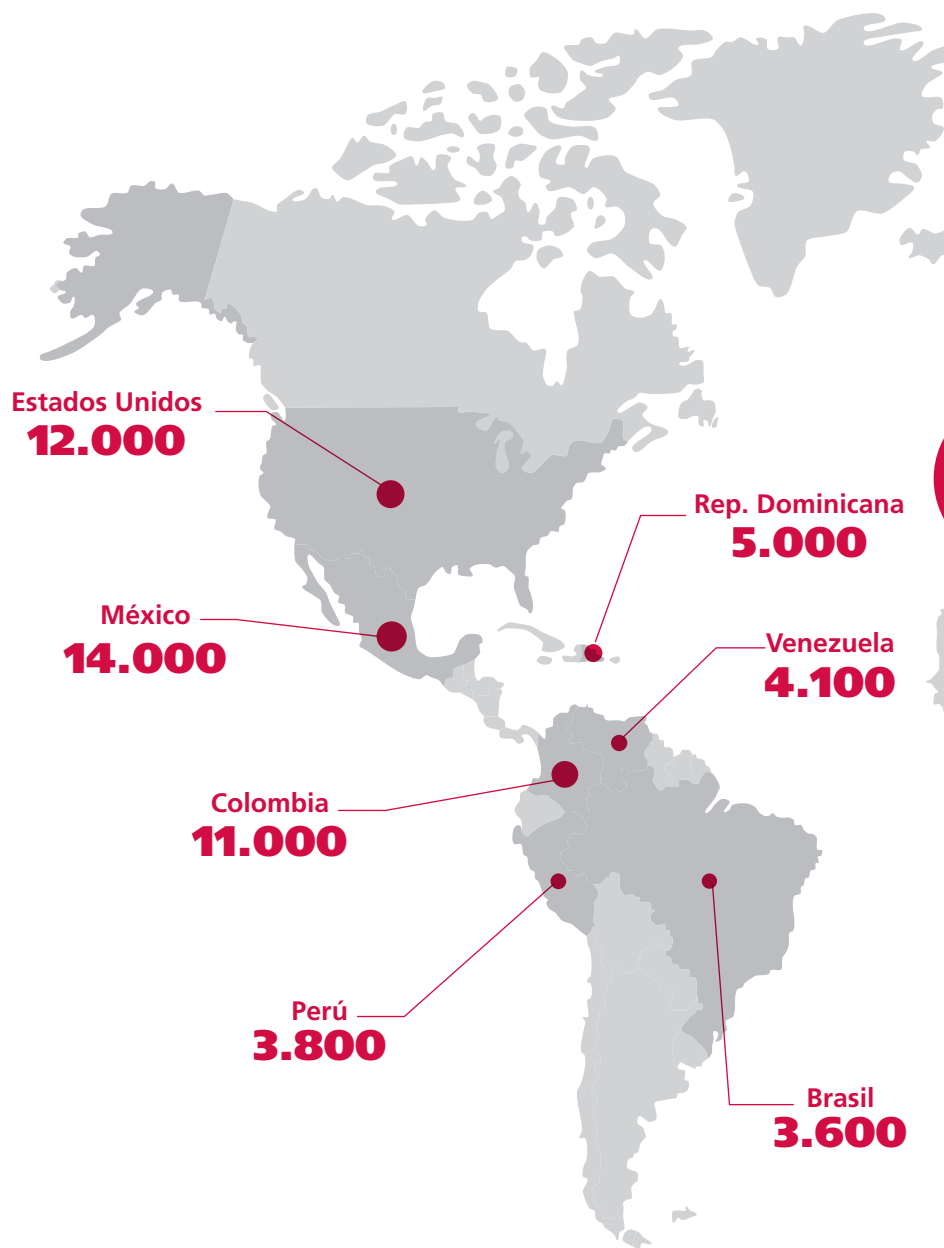 Estados Unidos
12.000
Rep. Dominicana
5.000
México
14.000
Venezuela
4.100
Colombia
11.000
Perú
3.800
Brasil
3.600